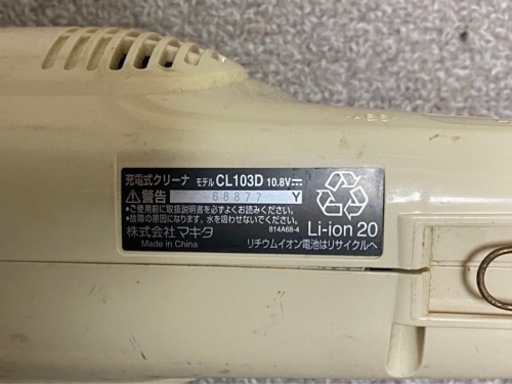 充電式クリーナ モデル CL103D 10.8V
警告 68877 Y
•ご使用前に取扱説明書を必ずよくお読みください。
•故障の原因になります。水を吸わせないでください。
株式会社マキタ 814A68-4 Li-ion 20
Made in China リチウムイオン電池はリサイクルへ